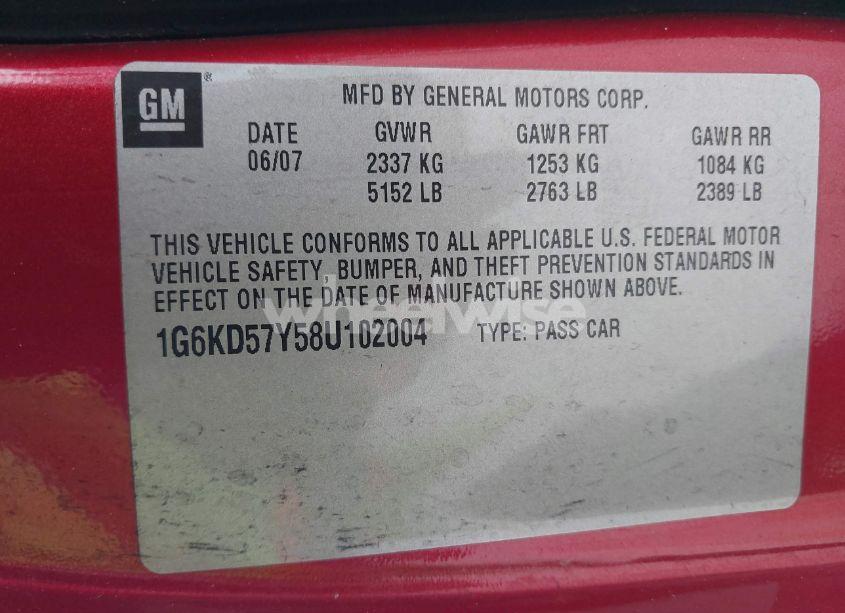 GM ®
MFD BY GENERAL MOTORS CORP.
DATE GVWR GAWR FRT GAWR RR
06/07 2337 KG 1253 KG 1084 KG
5152 LB 2763 LB 2389 LB
THIS VEHICLE CONFORMS TO ALL APPLICABLE U.S. FEDERAL MOTOR
VEHICLE SAFETY, BUMPER, AND THEFT PREVENTION STANDARDS IN
EFFECT ON THE DATE OF MANUFACTURE SHOWN ABOVE.
wheelwise
1G6KD57Y58U102004 TYPE: PASS CAR